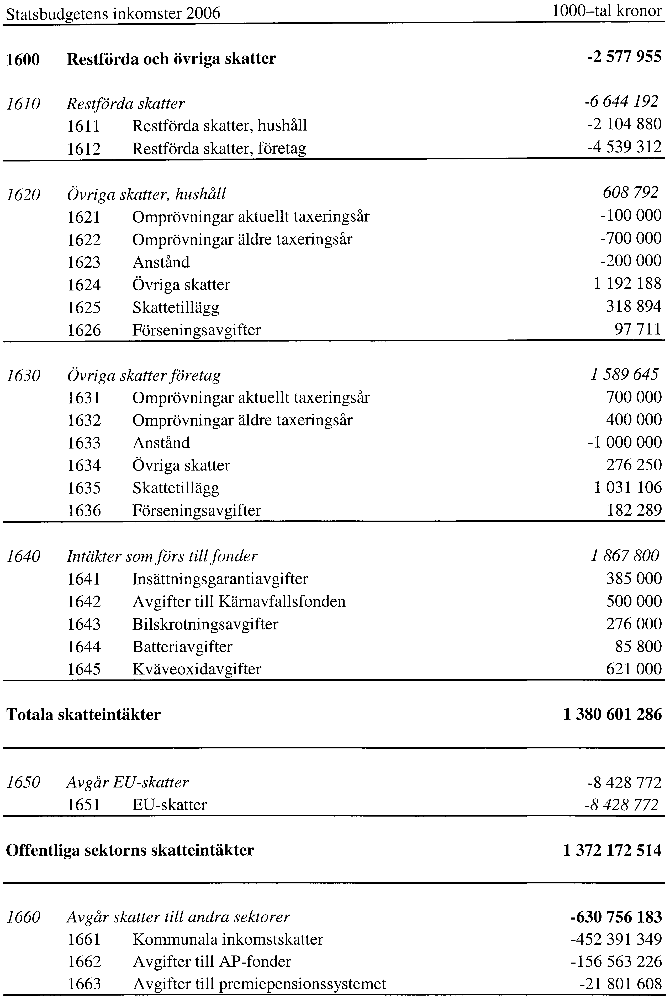 Statsbudgetens inkomster 2006 1000–tal kronor
1600 Restförda och övriga skatter -2 577 955
1610 Restförda skatter -6 644 192
1611 Restförda skatter, hushåll -2 104 880
1612 Restförda skatter, företag -4 539 312
1620 Övriga skatter, hushåll 608 792
1621 Omprövningar aktuellt taxeringsår -100 000
1622 Omprövningar äldre taxeringsår -700 000
1623 Anstånd -200 000
1624 Övriga skatter 1 192 188
1625 Skattetillägg 318 894
1626 Förseningsavgifter 97 711
1630 Övriga skatter företag 1 589 645
1631 Omprövningar aktuellt taxeringsår 700 000
1632 Omprövningar äldre taxeringsår 400 000
1633 Anstånd -1 000 000
1634 Övriga skatter 276 250
1635 Skattetillägg 1 031 106
1636 Förseningsavgifter 182 289
1640 Intäkter som förs till fonder 1 867 800
1641 Insättningsgarantiavgifter 385 000
1642 Avgifter till Kärnavfallsfonden 500 000
1643 Bilskrotningsavgifter 276 000
1644 Batteriavgifter 85 800
1645 Kväveoxidavgifter 621 000
Totala skatteintäkter 1 380 601 286
1650 Avgår EU-skatter -8 428 772
1651 EU-skatter -8 428 772
Offentliga sektorns skatteintäkter 1 372 172 514
1660 Avgår skatter till andra sektorer -630 756 183
1661 Kommunala inkomstskatter -452 391 349
1662 Avgifter till AP-fonder -156 563 226
1663 Avgifter till premiepensionssystemet -21 801 608